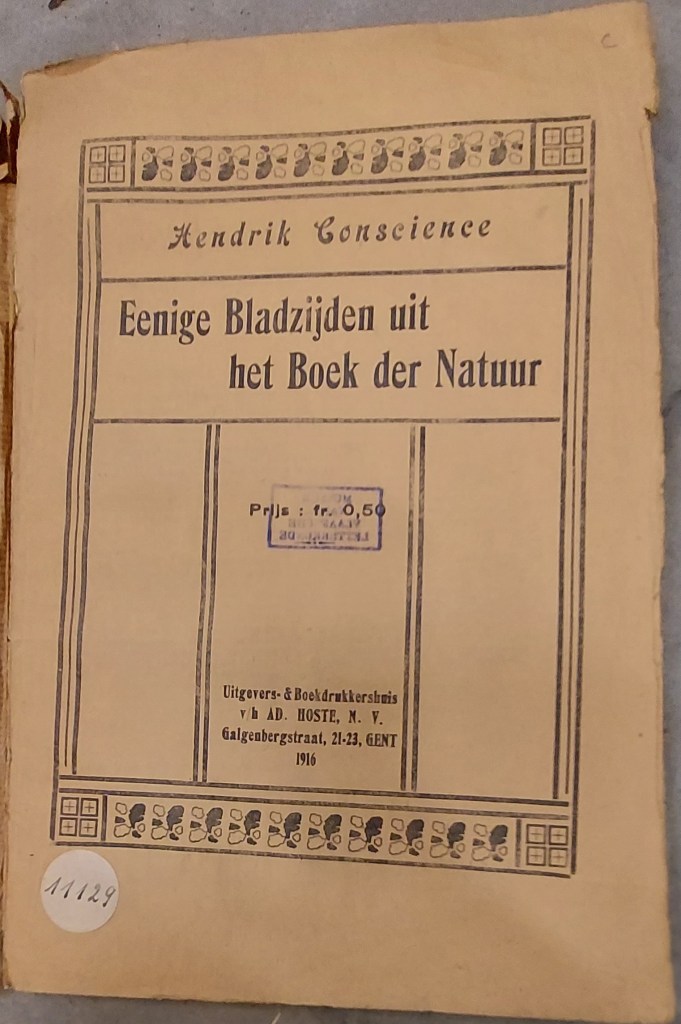 C
Hendrik Conscience
Eenige Bladzijden uit
het Boek der Natuur
Prijs : fr. 0,50
Uitgevers- & Boekdrukkershuis
v/h AD. HOSTE, N. V.
Galgenbergstraat, 21-23, GENT
1916
11129